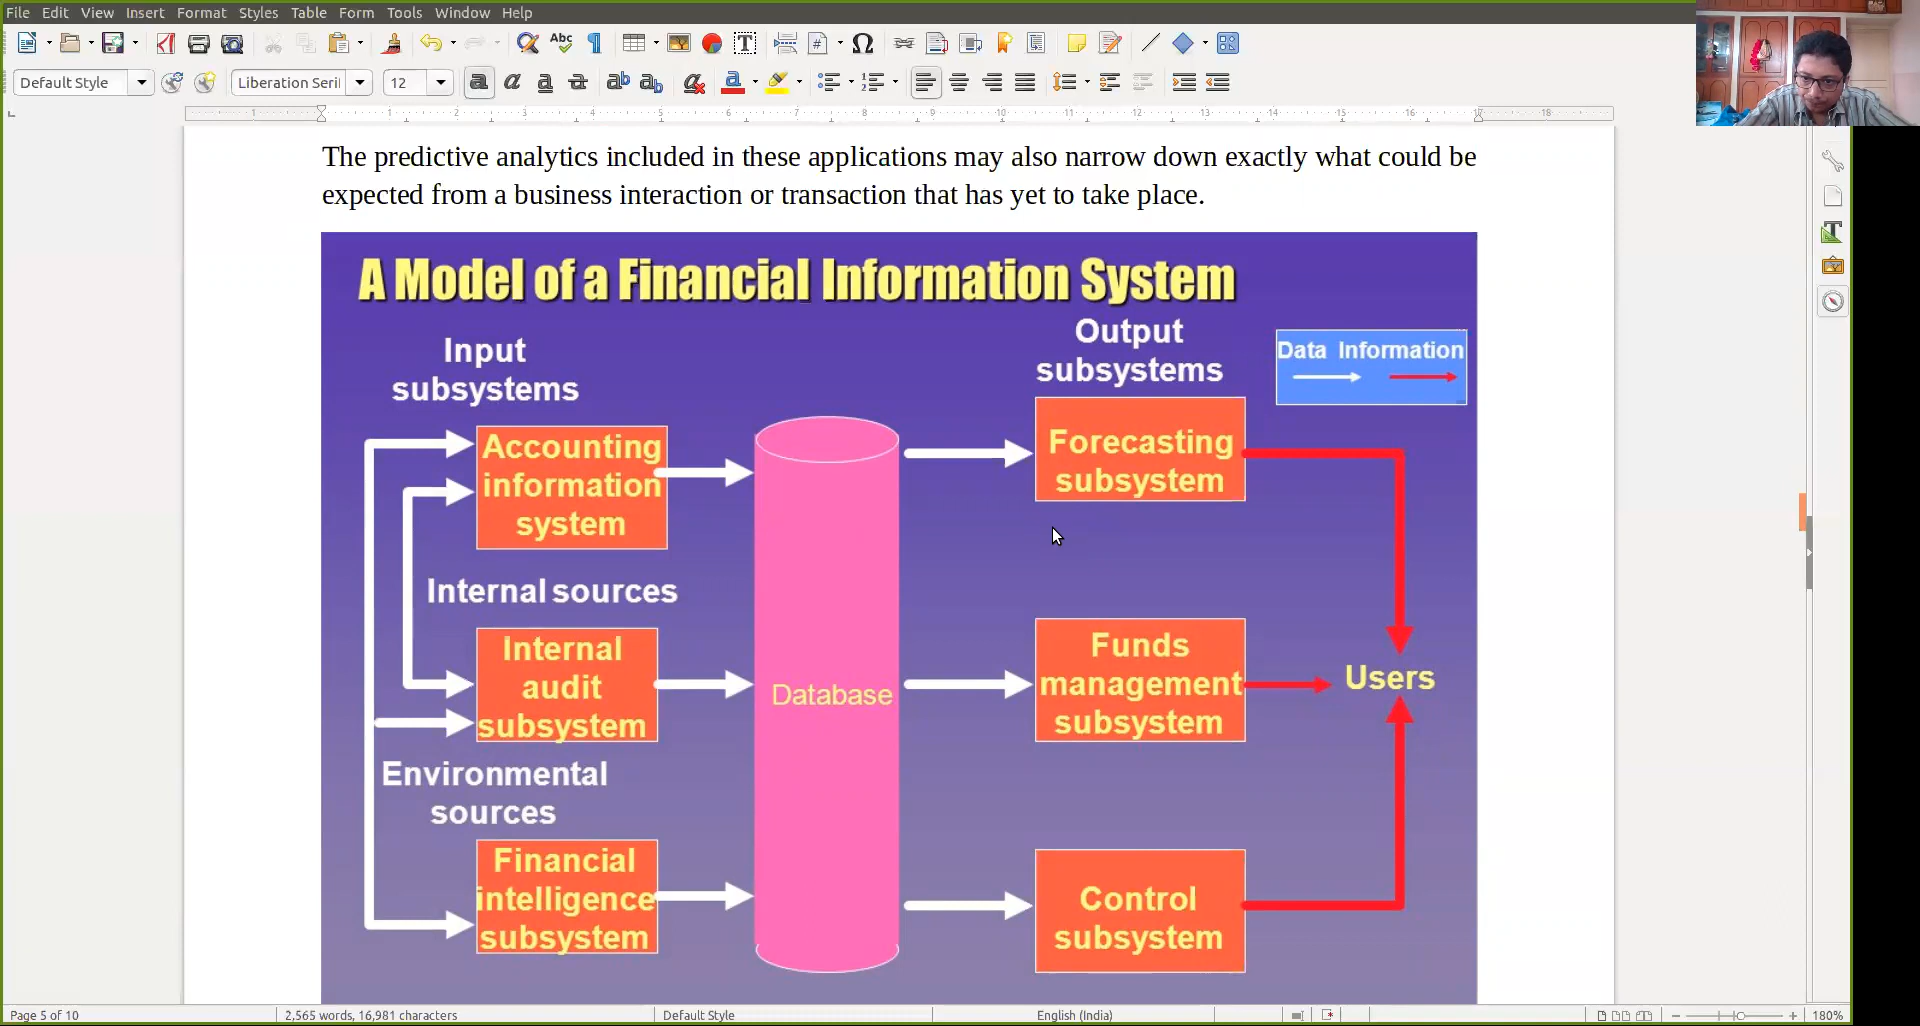 File Edit View Insert Format Styles Table Form Tools Window Help
Default Style
Liberation Seri
12
The predictive analytics included in these applications may also narrow down exactly what could be
expected from a business interaction or transaction that has yet to take place.
A Model of a Financial Information System
Input
subsystems
Output
subsystems
Data Information
Accounting
information
system
Forecasting
subsystem
Internal sources
Internal
audit
subsystem
Database
Funds
management
subsystem
Users
Environmental
sources
Financial
intelligence
subsystem
Control
subsystem
Page 5 of 10
2,565 words, 16,981 characters
Default Style
English (India)
180%